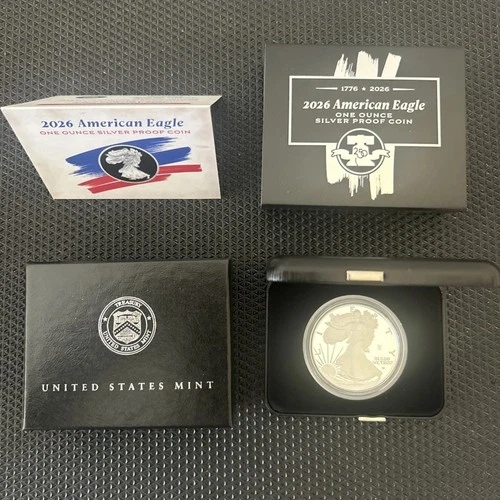 2026 American Eagle
ONE OUNCE SILVER PROOF COIN
1776 ★ 2026
2026 American Eagle
ONE OUNCE
SILVER PROOF COIN
250
TREASURY
UNITED STATES MINT
UNITED STATES MINT